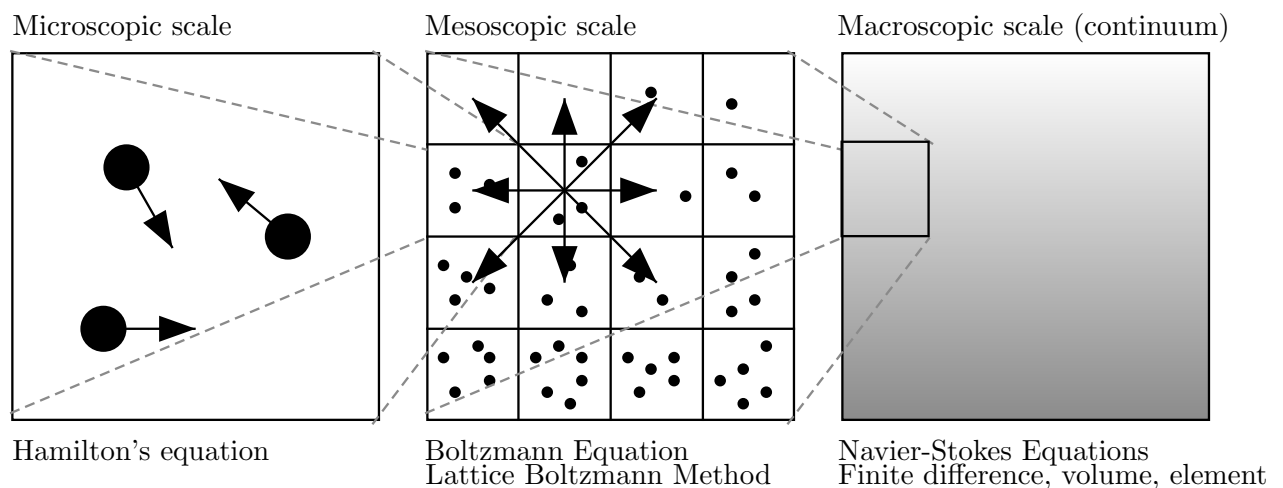 Microscopic scale
Mesoscopic scale
Macroscopic scale (continuum)
Hamilton's equation
Boltzmann Equation
Lattice Boltzmann Method
Navier-Stokes Equations
Finite difference, volume, element